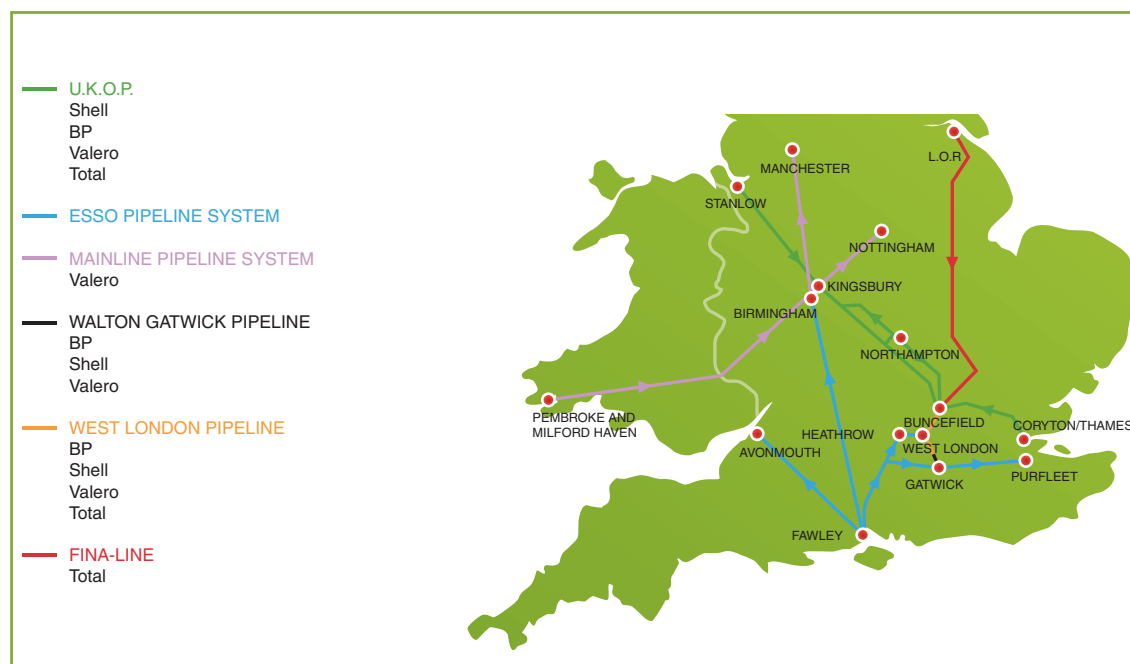 U.K.O.P.
Shell
BP
Valero
Total
ESSO PIPELINE SYSTEM
MAINLINE PIPELINE SYSTEM
Valero
WALTON GATWICK PIPELINE
BP
Shell
Valero
WEST LONDON PIPELINE
BP
Shell
Valero
Total
FINA-LINE
Total
L.O.R
MANCHESTER
STANLOW
NOTTINGHAM
KINGSBURY
BIRMINGHAM
NORTHAMPTON
PEMBROKE AND
MILFORD HAVEN
BUNCEFIELD
CORYTON/THAMES
HEATHROW
WEST LONDON
AVONMOUTH
GATWICK
PURFLEET
FAWLEY